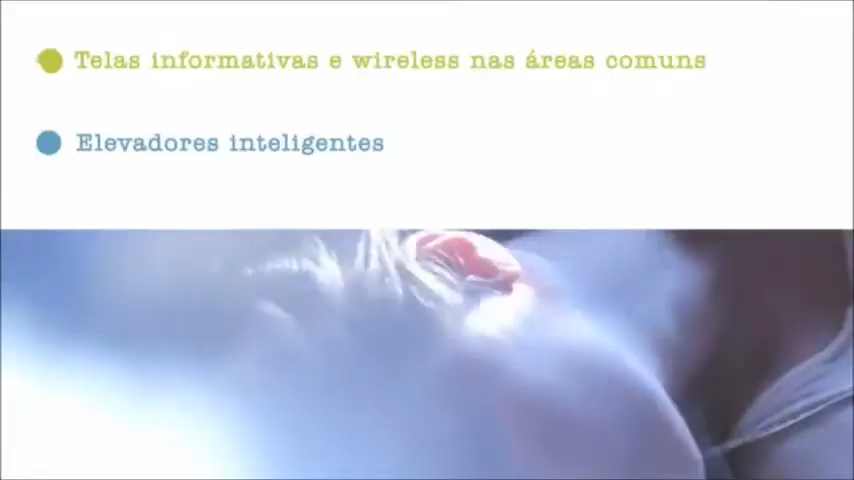 Telas informativas e wireless nas áreas comuns
Elevadores inteligentes